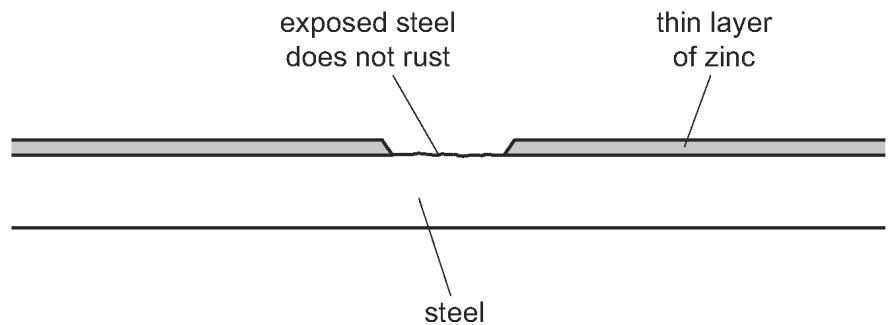 exposed steel
does not rust
thin layer
of zinc
steel